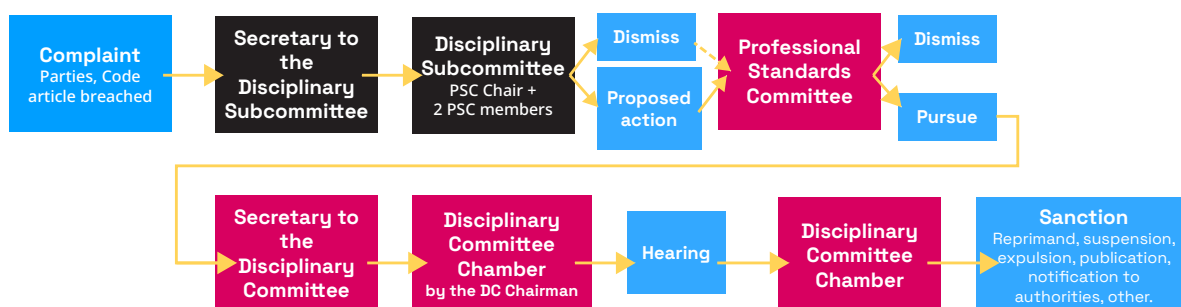 Complaint
Parties, Code
article breached
Secretary to
the
Disciplinary
Subcommittee
Disciplinary
Subcommittee
PSC Chair +
2 PSC members
Dismiss
Proposed
action
Professional
Standards
Committee
Dismiss
Pursue
Secretary to
the
Disciplinary
Committee
Disciplinary
Committee
Chamber
by the DC Chairman
Hearing
Disciplinary
Committee
Chamber
Sanction
Reprimand, suspension,
expulsion, publication,
notification to
authorities, other.